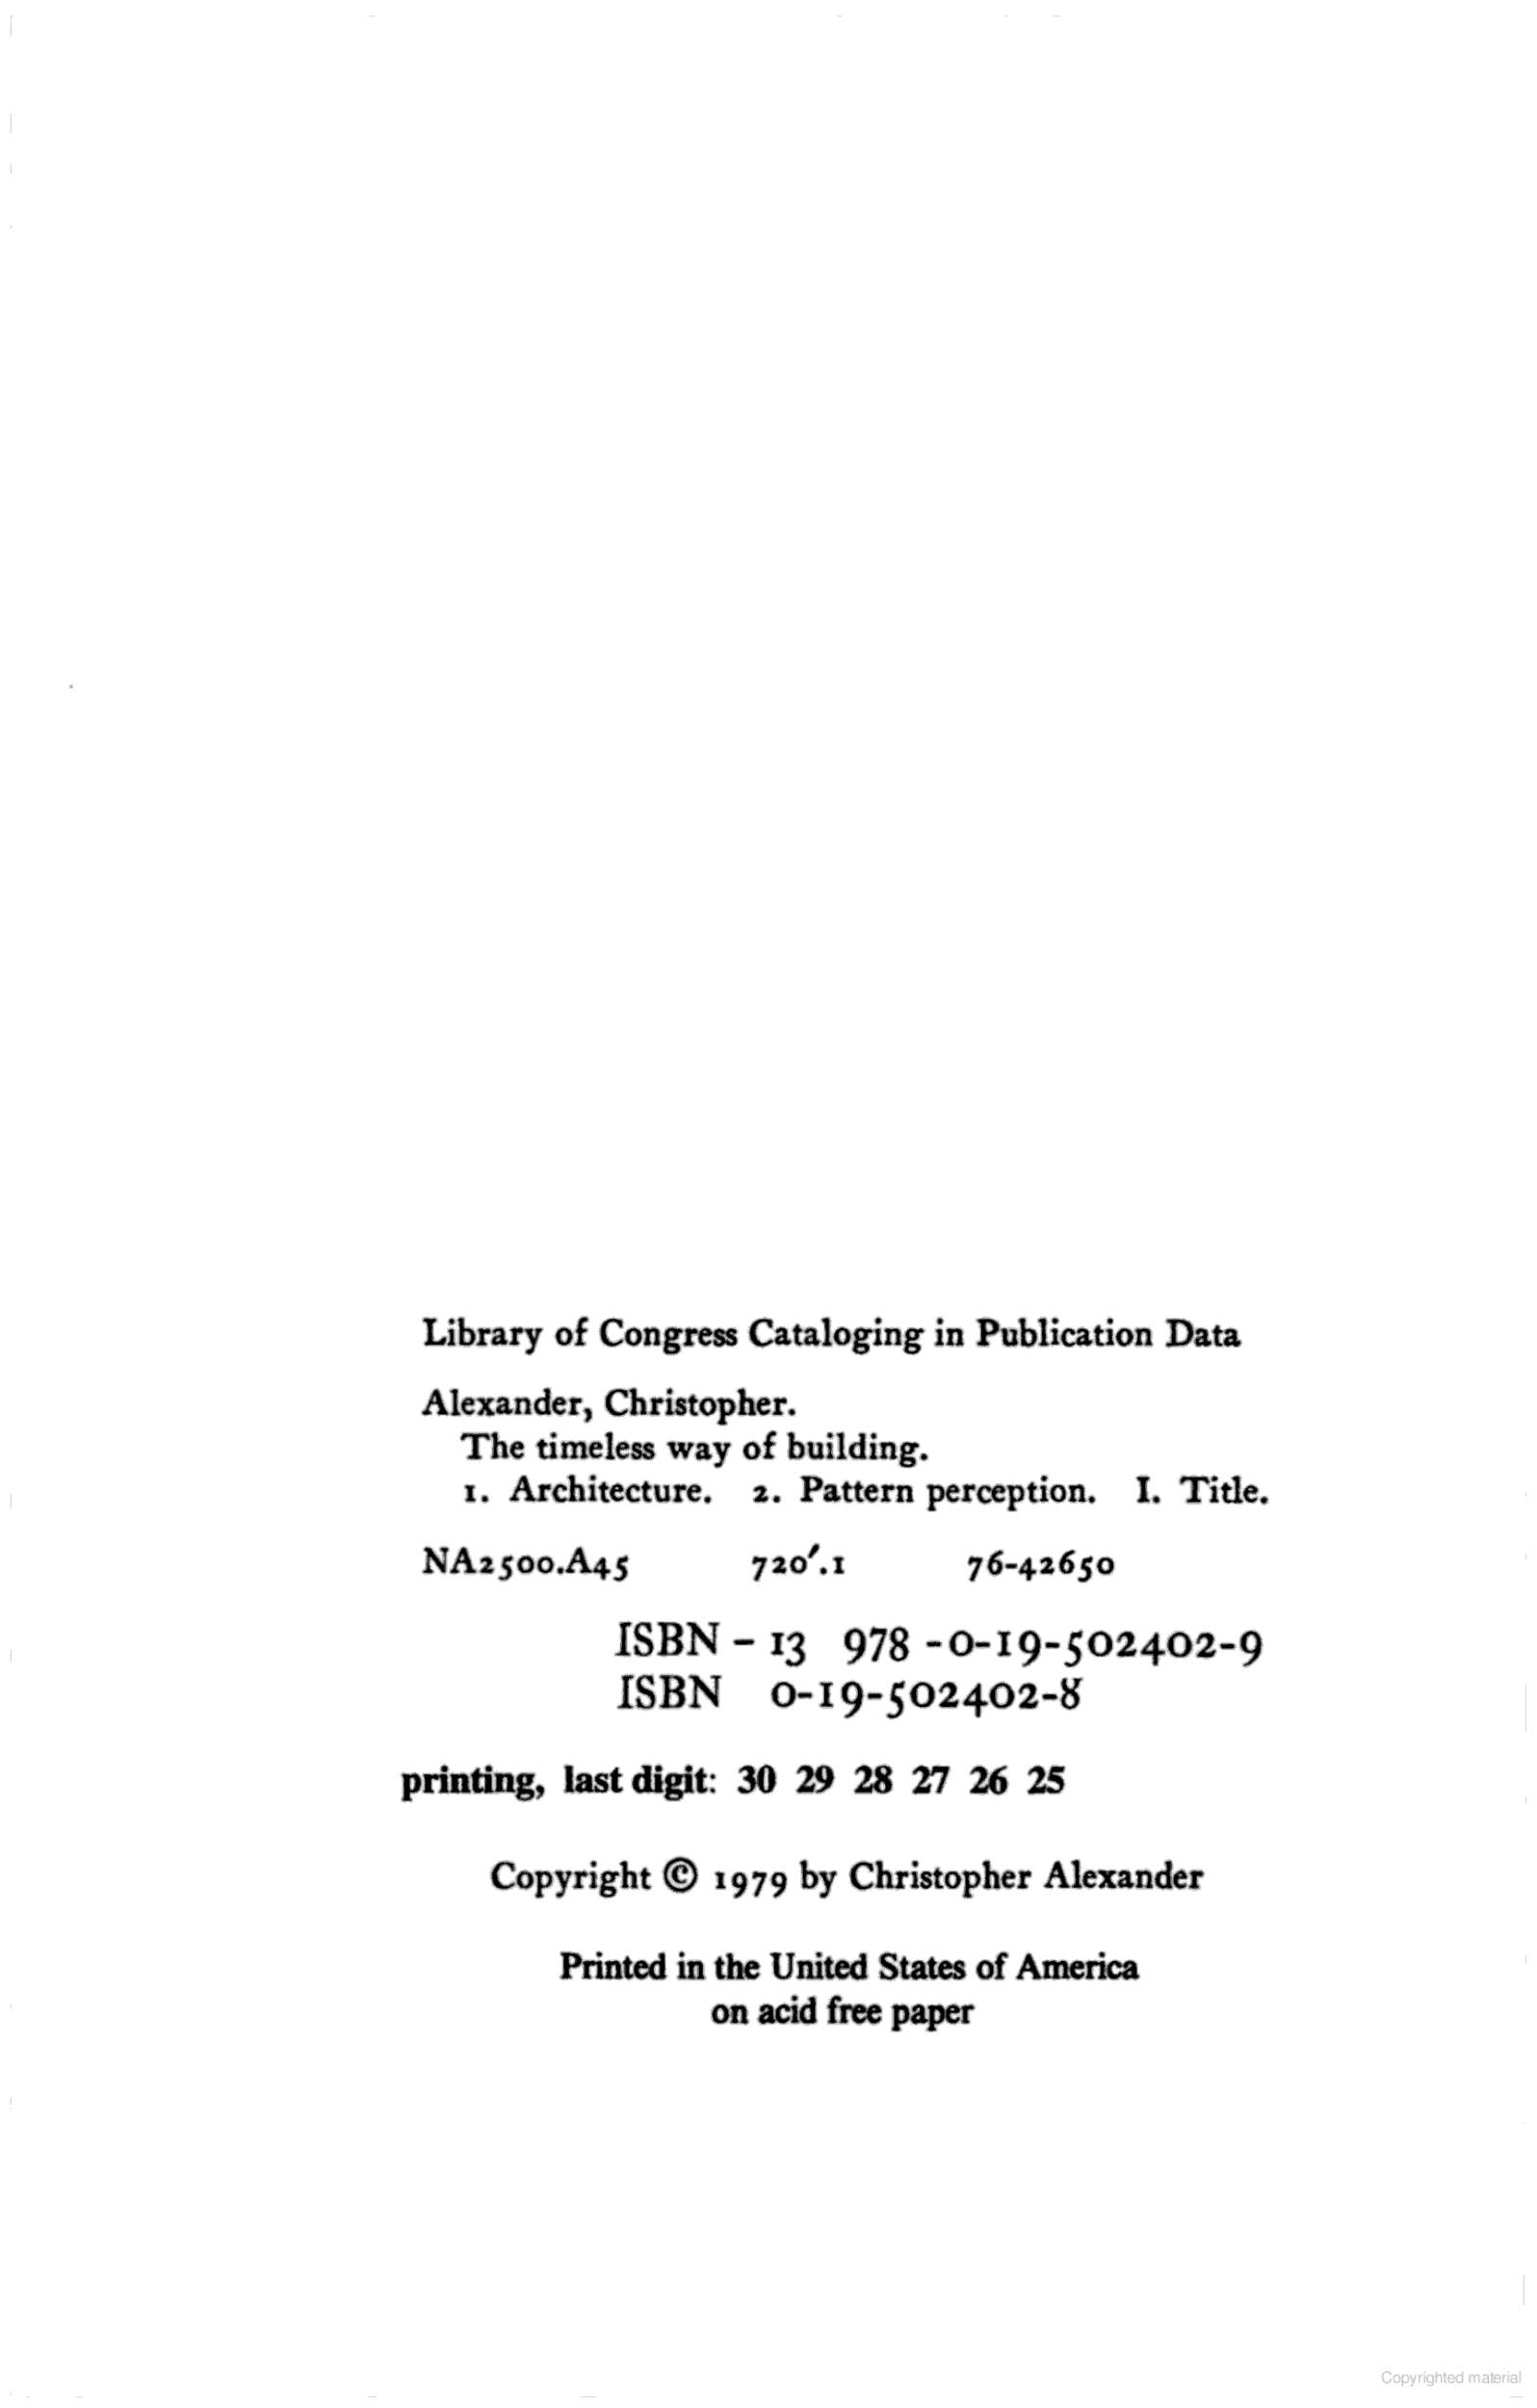 Library of Congress Cataloging in Publication Data
Alexander, Christopher.
The timeless way of building.
1. Architecture. 2. Pattern perception. I. Title.
NA2500.A45 720′.1 76-42650
ISBN – 13 978 -0-19-502402-9
ISBN 0-19-502402-8
printing, last digit: 30 29 28 27 26 25
Copyright © 1979 by Christopher Alexander
Printed in the United States of America
on acid free paper
Copyrighted material